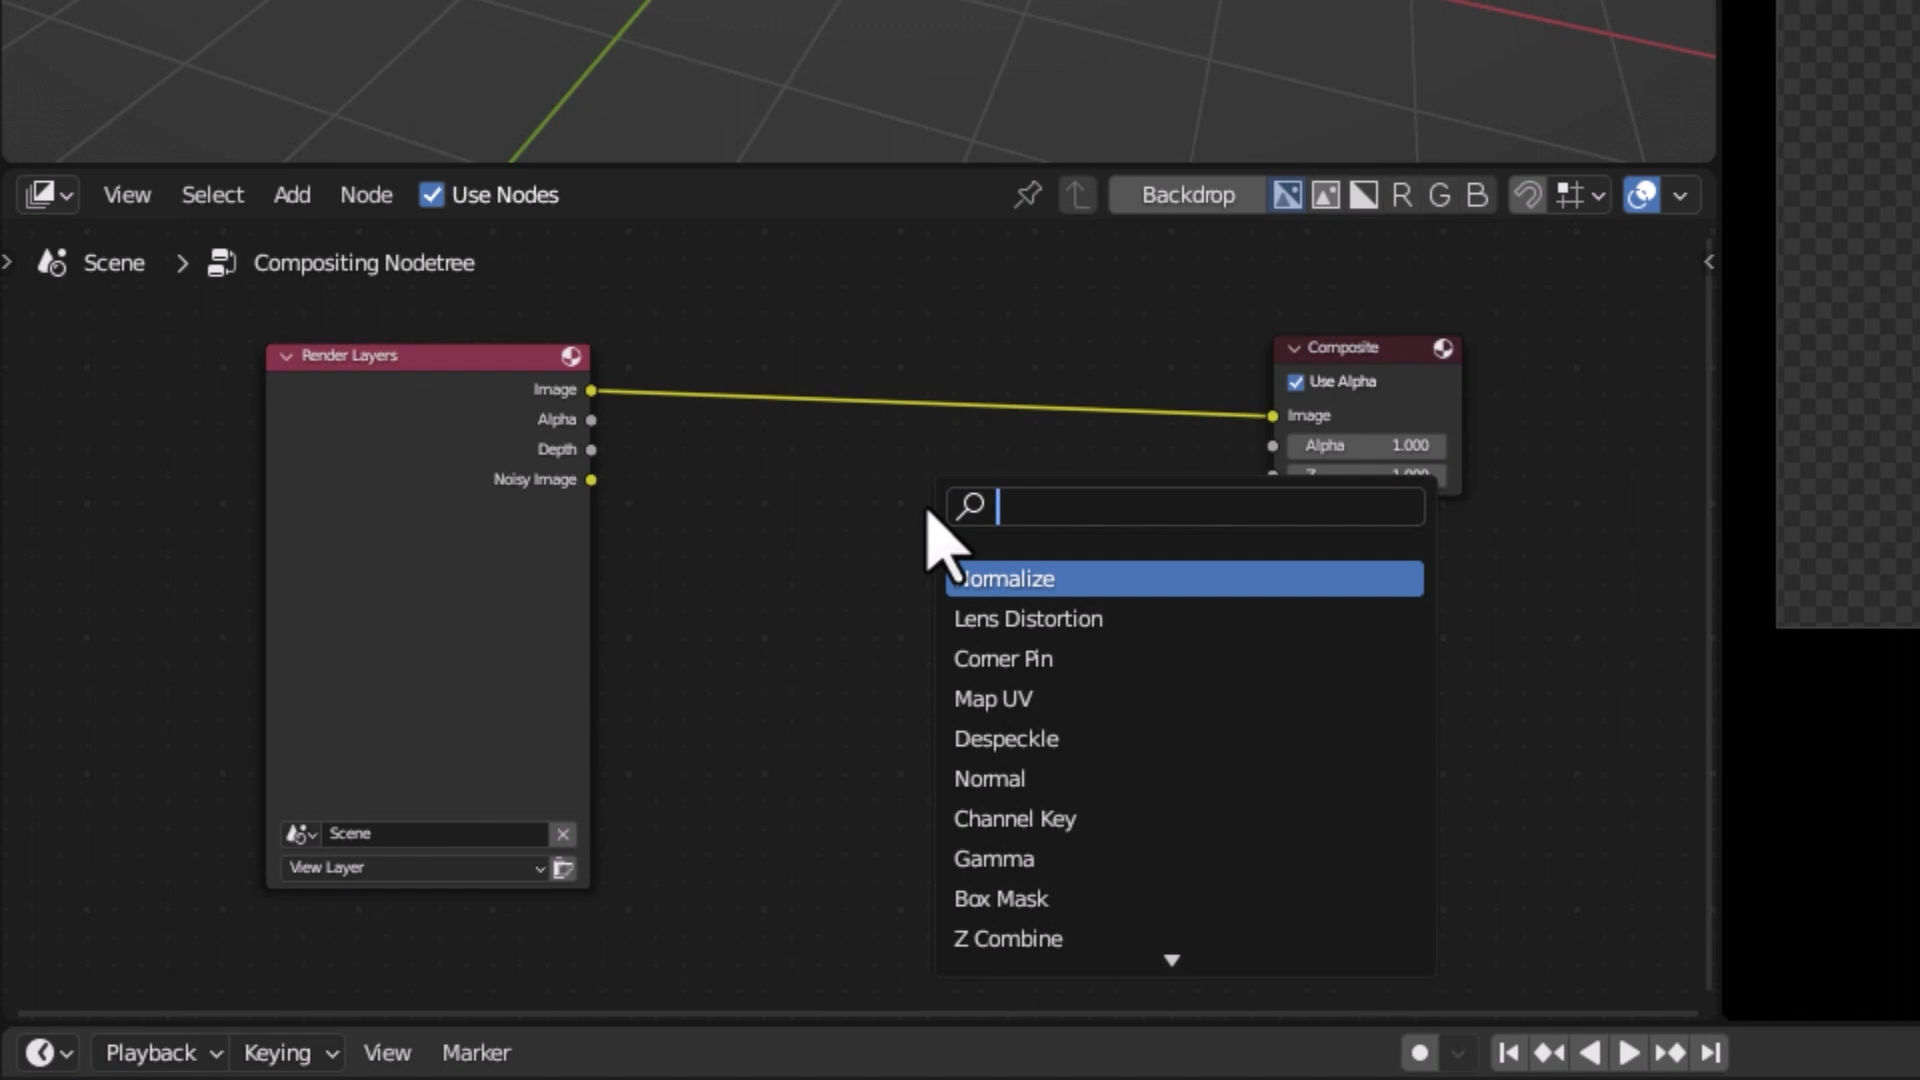 View Select Add Node Use Nodes Backdrop R G B
Scene Compositing Nodetree
Render Layers
Image
Alpha
Depth
Noisy Image
Scene
View Layer
Composite
Use Alpha
Image
Alpha 1.000
Normalize
Lens Distortion
Corner Pin
Map UV
Despeckle
Normal
Channel Key
Gamma
Box Mask
Z Combine
Playback Keying View Marker